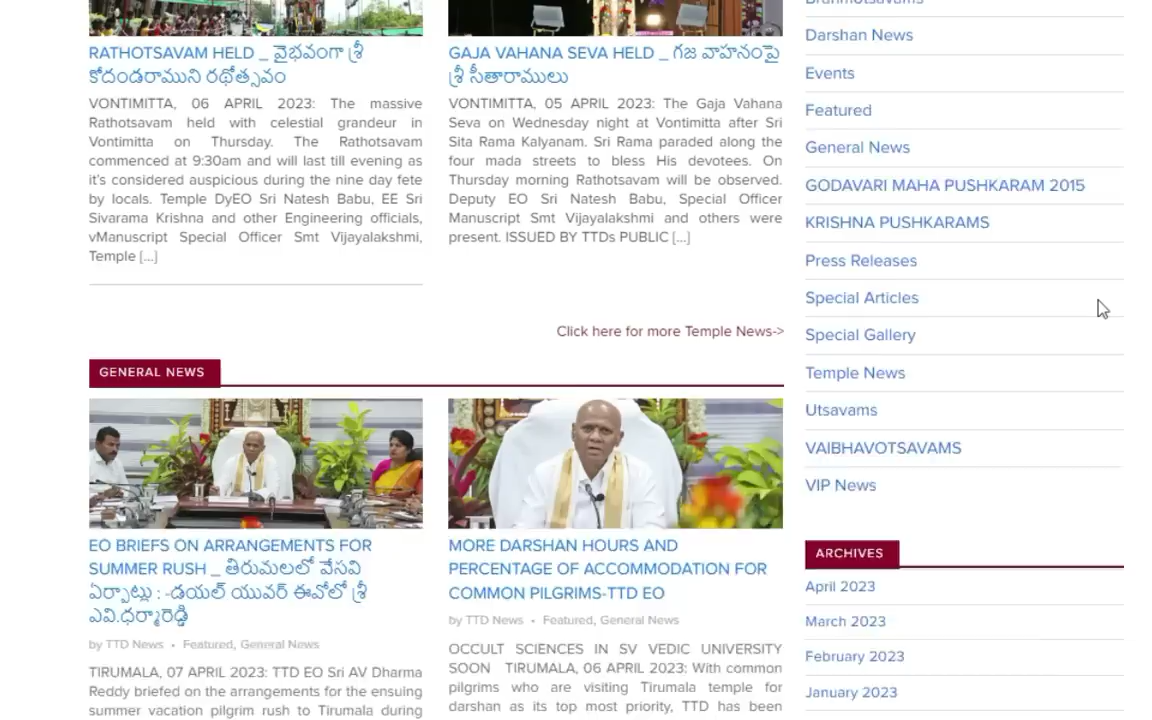 RATHOTSAVAM HELD _ వైభవంగా శ్రీ
కోదండరాముని రథోత్సవం
VONTIMITTA, 06 APRIL 2023: The massive
Rathotsavam held with celestial grandeur in
Vontimitta on Thursday. The Rathotsavam
commenced at 9:30am and will last till evening as
it's considered auspicious during the nine day fete
by locals. Temple DyEO Sri Natesh Babu, EE Sri
Sivarama Krishna and other Engineering officials,
vManuscript Special Officer Smt Vijayalakshmi,
Temple [...]
GAJA VAHANA SEVA HELD _ గజ వాహనంపై
శ్రీ సీతారాములు
VONTIMITTA, 05 APRIL 2023: The Gaja Vahana
Seva on Wednesday night at Vontimitta after Sri
Sita Rama Kalyanam. Sri Rama paraded along the
four mada streets to bless His devotees. On
Thursday morning Rathotsavam will be observed.
Deputy EO Sri Natesh Babu, Special Officer
Manuscript Smt Vijayalakshmi and others were
present. ISSUED BY TTDs PUBLIC [...]
Click here for more Temple News->
GENERAL NEWS
EO BRIEFS ON ARRANGEMENTS FOR
SUMMER RUSH _ తిరుమలలో వేసవి
ఏర్పాట్లు : -డయల్ యువర్ ఈవోలో శ్రీ
ఎవి.ధర్మారెడ్డి
by TTD News • Featured, General News
TIRUMALA, 07 APRIL 2023: TTD EO Sri AV Dharma
Reddy briefed on the arrangements for the ensuing
summer vacation pilgrim rush to Tirumala during
MORE DARSHAN HOURS AND
PERCENTAGE OF ACCOMMODATION FOR
COMMON PILGRIMS-TTD EO
by TTD News • Featured, General News
OCCULT SCIENCES IN SV VEDIC UNIVERSITY
SOON TIRUMALA, 06 APRIL 2023: With common
pilgrims who are visiting Tirumala temple for
darshan as its top most priority, TTD has been
Brahmotsavams
Darshan News
Events
Featured
General News
GODAVARI MAHA PUSHKARAM 2015
KRISHNA PUSHKARAMS
Press Releases
Special Articles
Special Gallery
Temple News
Utsavams
VAIBHAVOTSAVAMS
VIP News
ARCHIVES
April 2023
March 2023
February 2023
January 2023